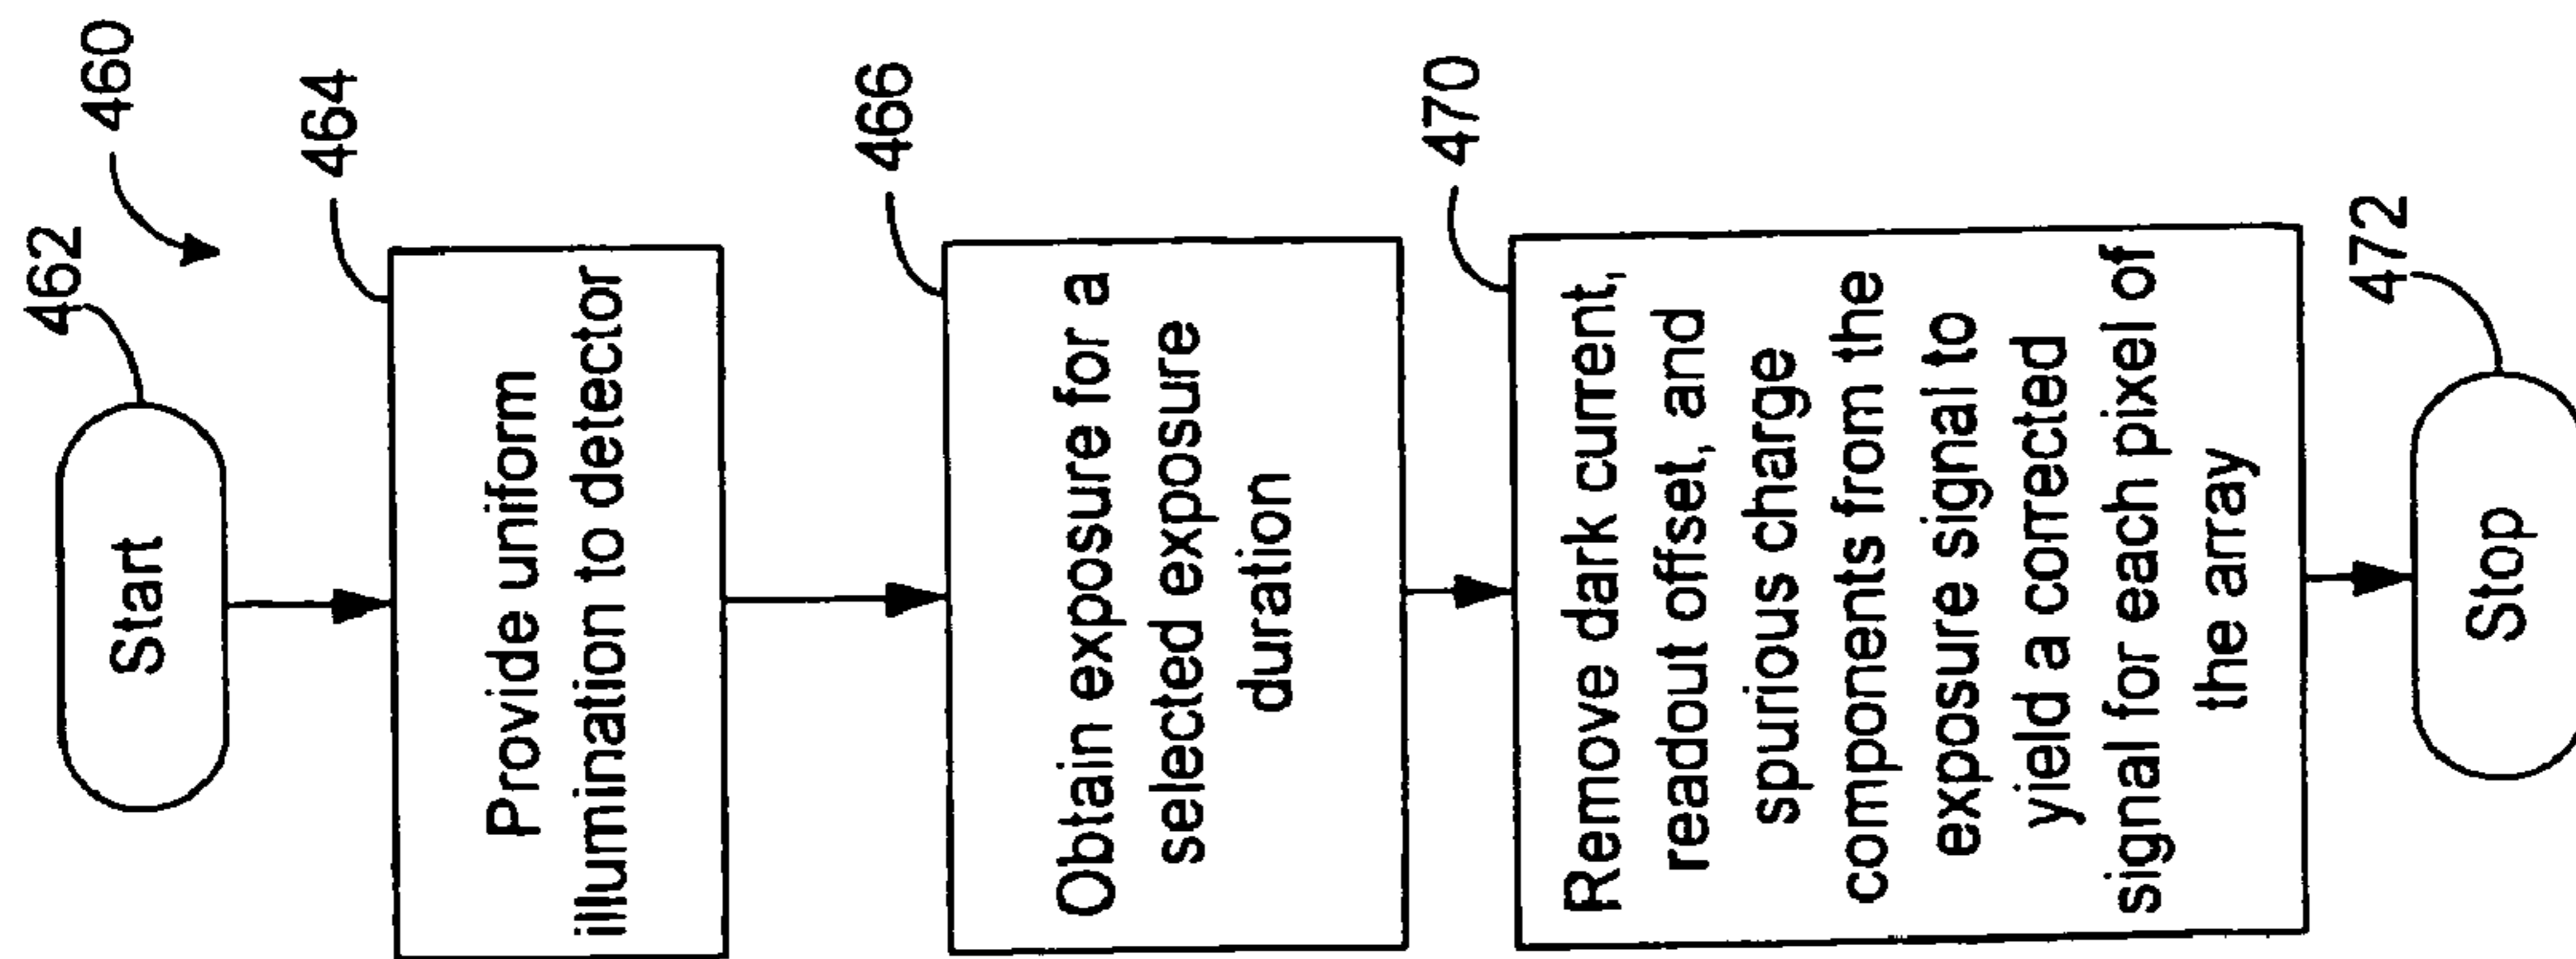 460
462
Start
464
Provide uniform
illumination to detector
466
Obtain exposure for a
selected exposure
duration
470
Remove dark current,
readout offset, and
spurious charge
components from the
exposure signal to
yield a corrected
signal for each pixel of
the array
472
Stop